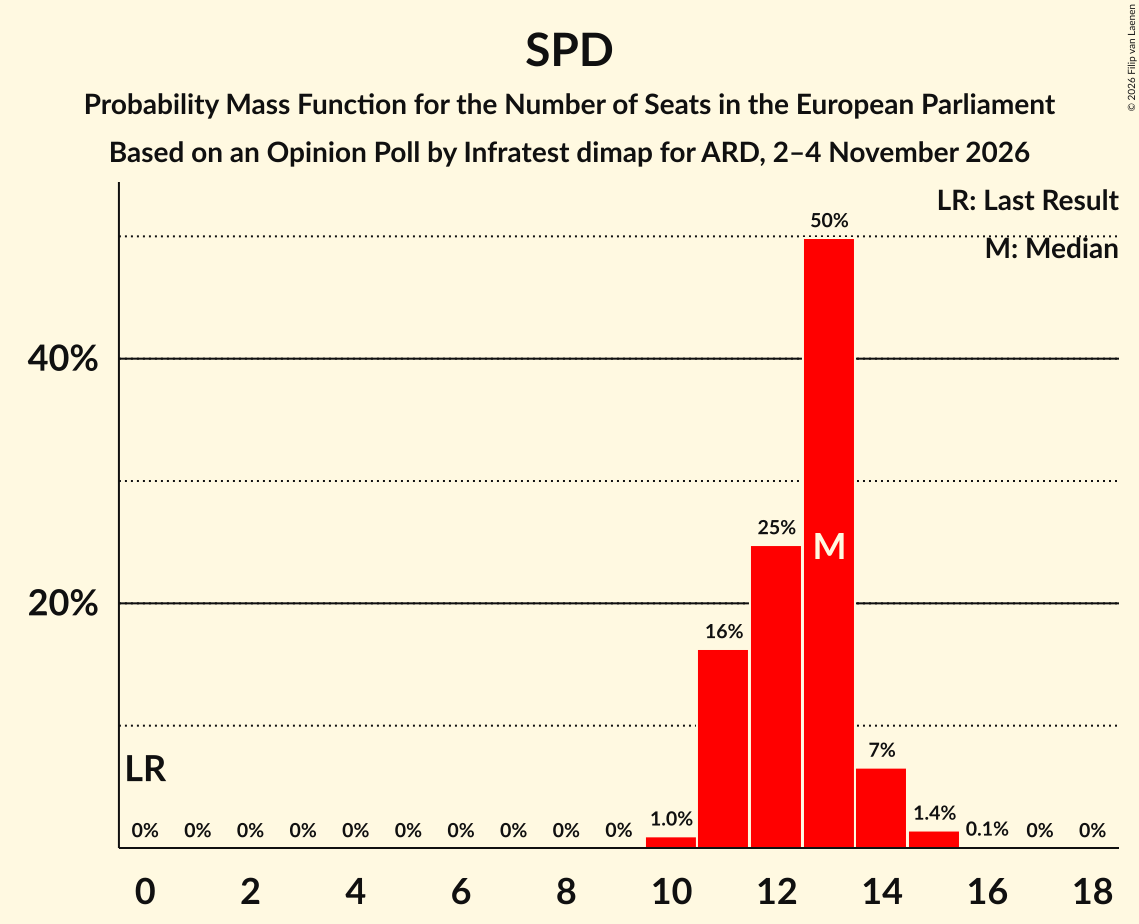 SPD
Probability Mass Function for the Number of Seats in the European Parliament
Based on an Opinion Poll by Infratest dimap for ARD, 2–4 November 2026
© 2026 Filip van Laenen
LR: Last Result
M: Median
50%
40%
25%
M
20%
16%
7%
LR
0% 0% 0% 0% 0% 0% 0% 0% 0% 0% 1.0% 1.4% 0.1% 0% 0%
0 2 4 6 8 10 12 14 16 18